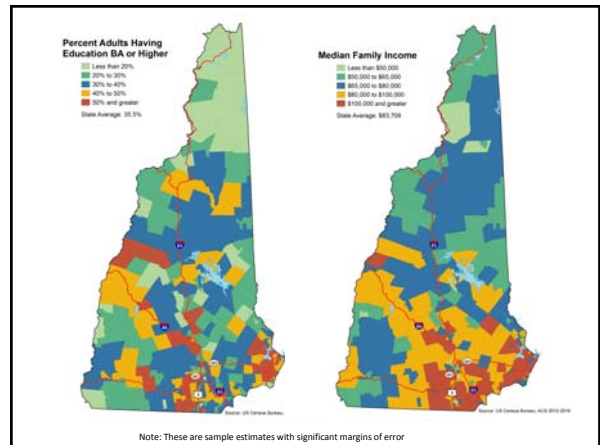 Percent Adults Having
Education BA or Higher
Less than 20%
20% to 30%
30% to 40%
40% to 50%
50% and greater
State Average: 35.5%
Source: US Census Bureau,
Median Family Income
Less than $50,000
$50,000 to $65,000
$65,000 to $80,000
$80,000 to $100,000
$100,000 and greater
State Average: $83,709
Source: US Census Bureau, ACS 2012-2016
Note: These are sample estimates with significant margins of error